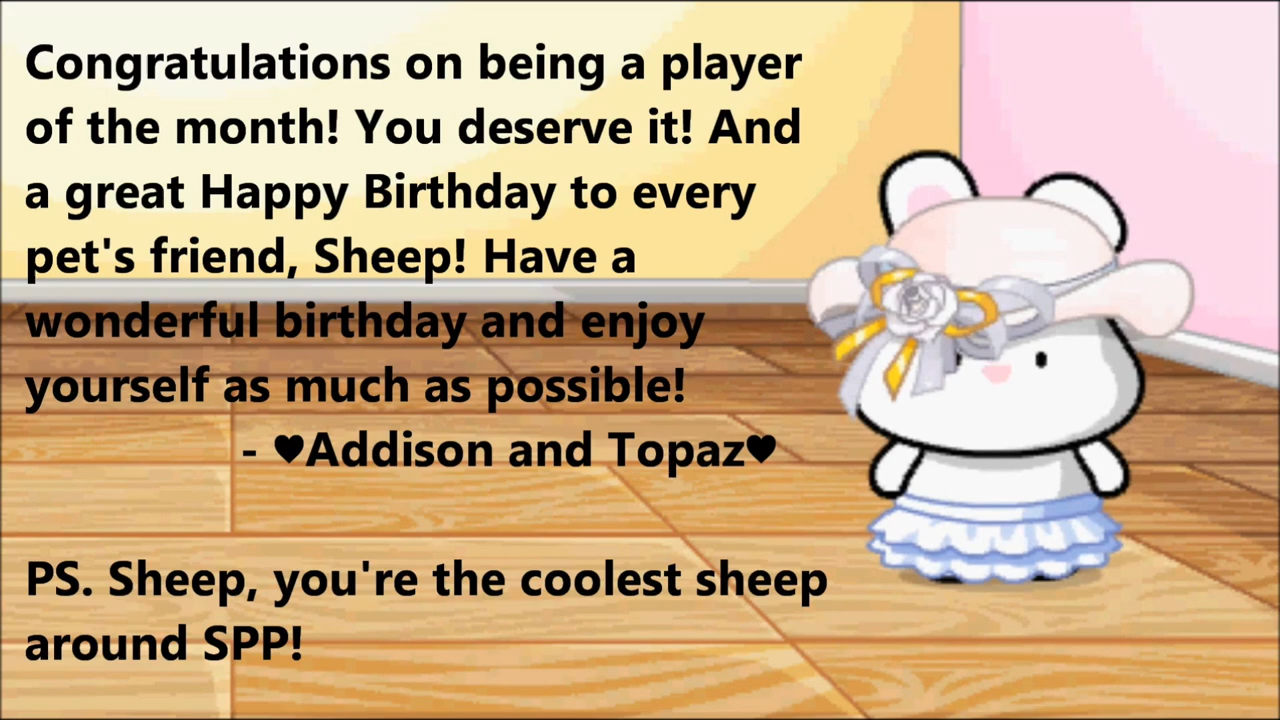 Congratulations on being a player
of the month! You deserve it! And
a great Happy Birthday to every
pet's friend, Sheep! Have a
wonderful birthday and enjoy
yourself as much as possible!
- ♥Addison and Topaz♥
PS. Sheep, you're the coolest sheep
around SPP!